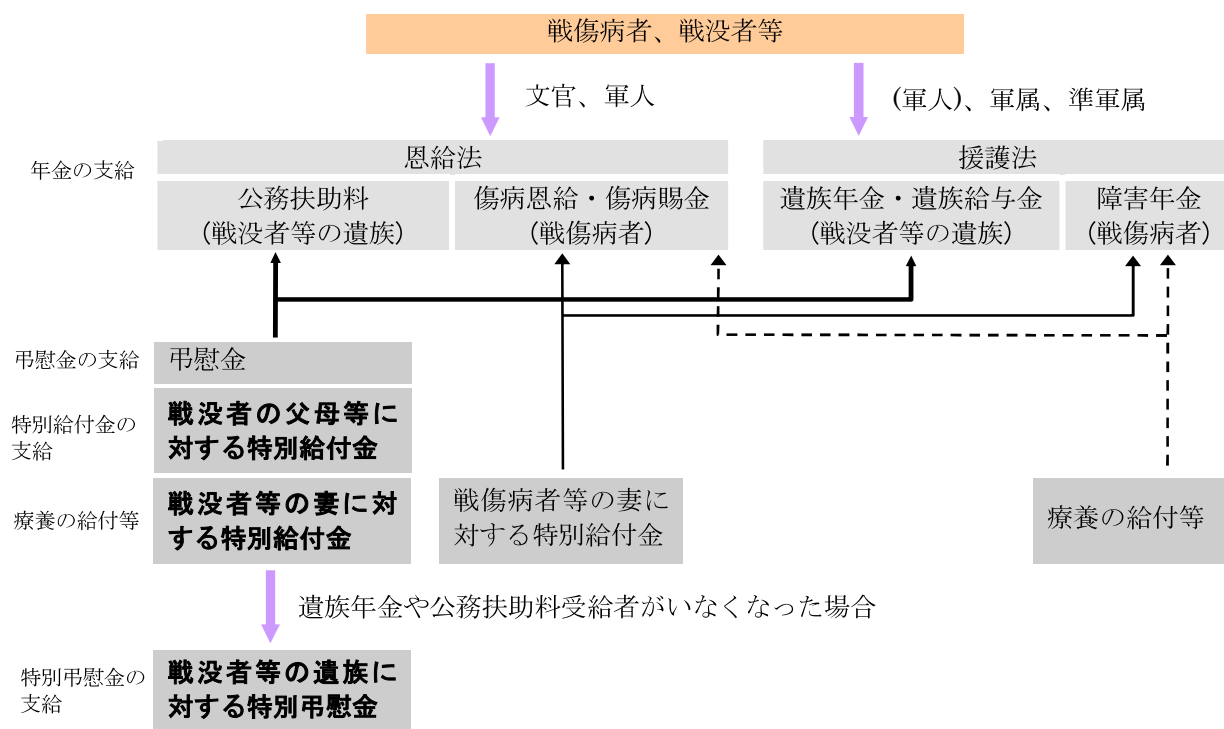 戦傷病者、戦没者等
文官、軍人
(軍人)、軍属、準軍属
年金の支給
恩給法
援護法
公務扶助料
(戦没者等の遺族)
傷病恩給・傷病賜金
(戦傷病者)
遺族年金・遺族給与金
(戦没者等の遺族)
障害年金
(戦傷病者)
弔慰金の支給
弔慰金
特別給付金の
支給
戦没者の父母等に
対する特別給付金
療養の給付等
戦没者等の妻に対
する特別給付金
戦傷病者等の妻に
対する特別給付金
療養の給付等
遺族年金や公務扶助料受給者がいなくなった場合
特別弔慰金の
支給
戦没者等の遺族に
対する特別弔慰金